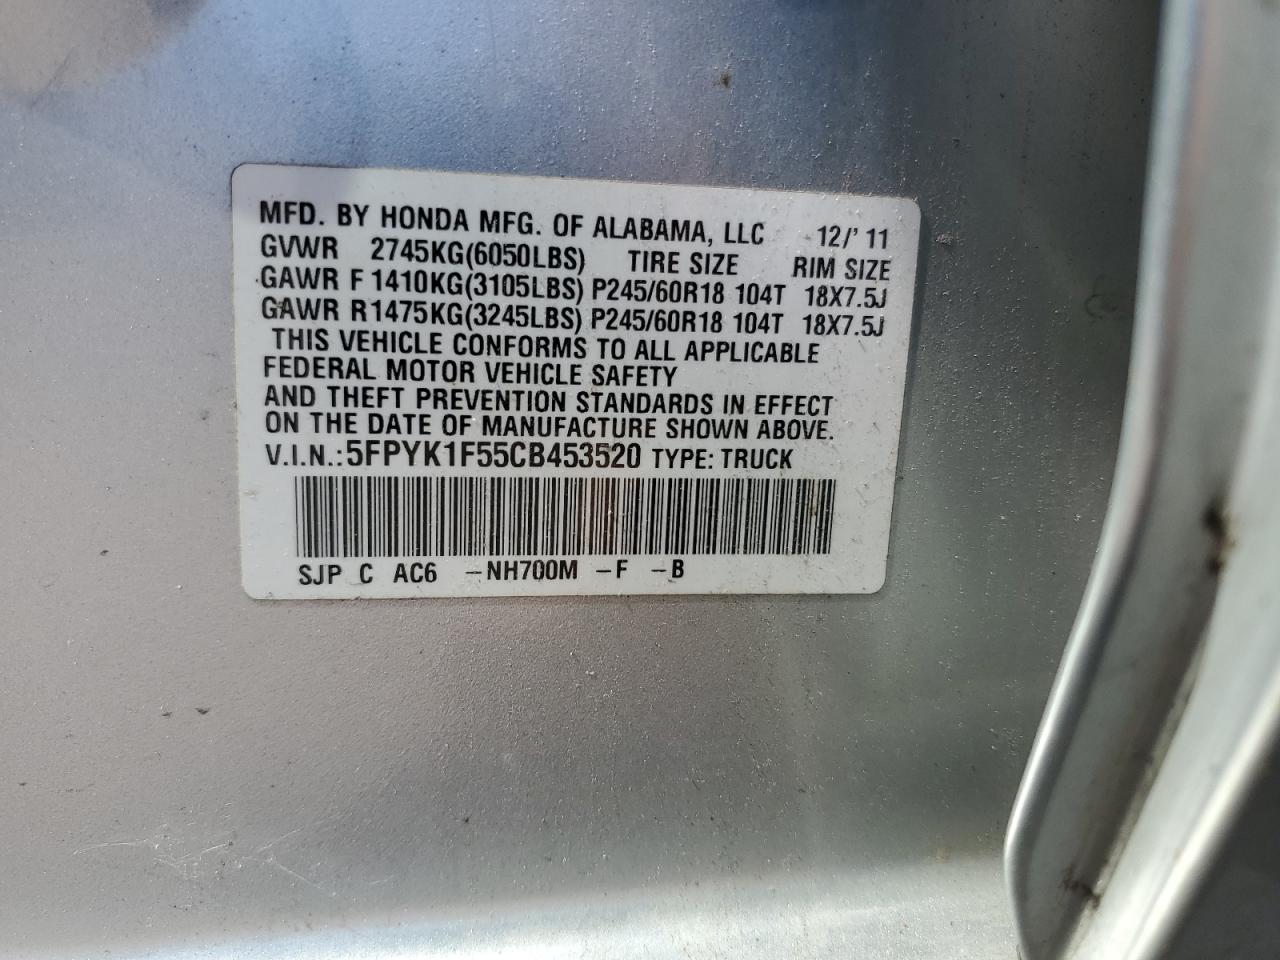 MFD. BY HONDA MFG. OF ALABAMA, LLC 12/'11
GVWR 2745KG(6050LBS) TIRE SIZE RIM SIZE
GAWR F 1410KG(3105LBS) P245/60R18 104T 18X7.5J
GAWR R1475KG(3245LBS) P245/60R18 104T 18X7.5J
THIS VEHICLE CONFORMS TO ALL APPLICABLE
FEDERAL MOTOR VEHICLE SAFETY
AND THEFT PREVENTION STANDARDS IN EFFECT
ON THE DATE OF MANUFACTURE SHOWN ABOVE.
V.I.N.:5FPYK1F55CB453520 TYPE: TRUCK
SJP C AC6 -NH700M -F -B